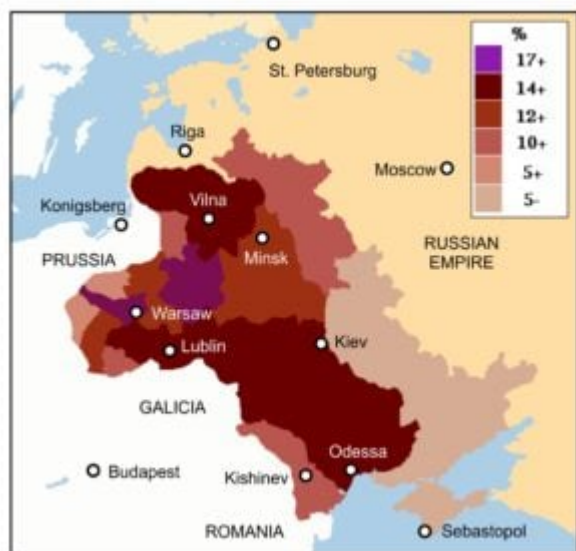 %
17+
14+
12+
10+
5+
5-
St. Petersburg
Riga
Moscow
Vilna
Konigsberg
Minsk
PRUSSIA
RUSSIAN
EMPIRE
Warsaw
Lublin
Kiev
GALICIA
Odessa
Budapest
Kishinev
ROMANIA
Sebastopol